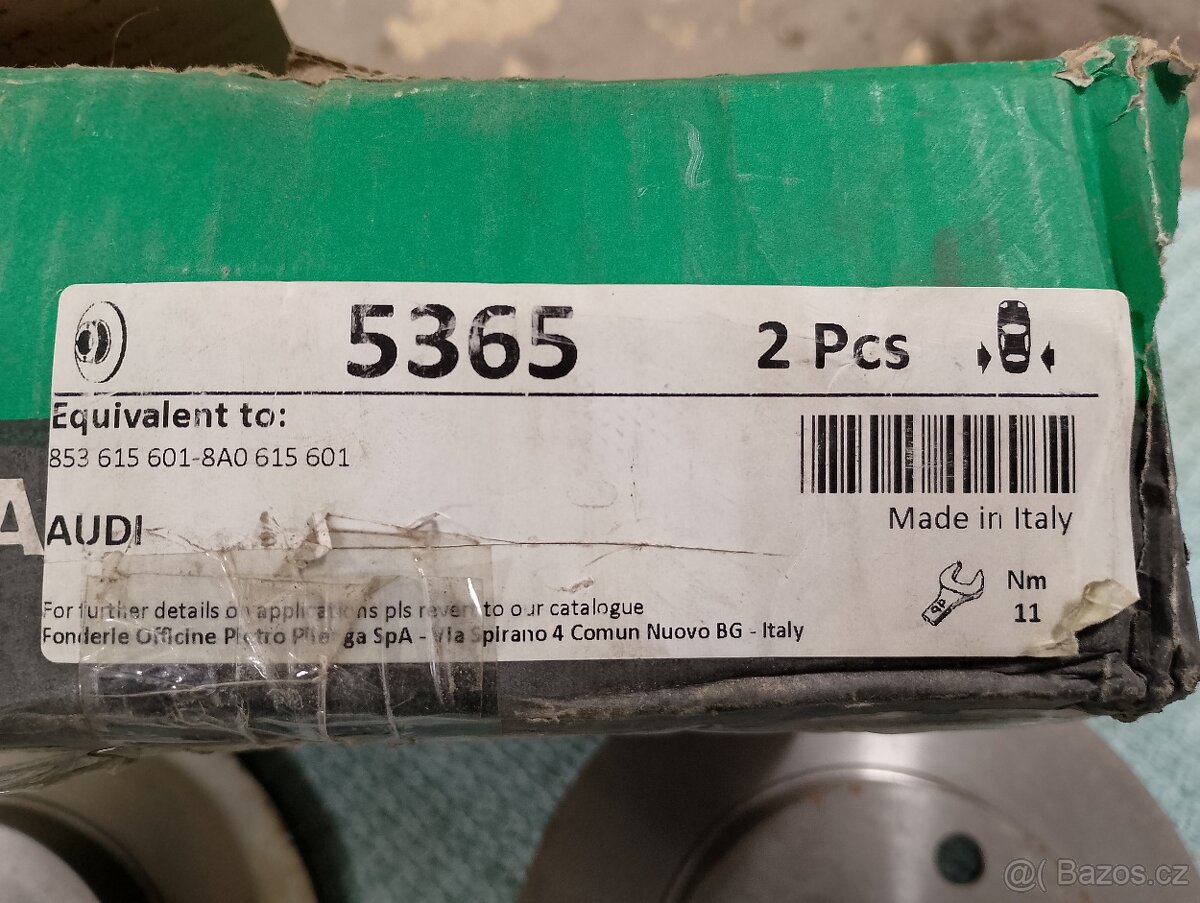 5365
2 Pcs
Equivalent to:
853 615 601-8A0 615 601
A
AUDI
Made in Italy
Nm
11
For further details on applications pls revert to our catalogue
Fonderie Officine Pietro Pilenga SpA - Via Spirano 4 Comun Nuovo BG - Italy
@( Bazos.cz